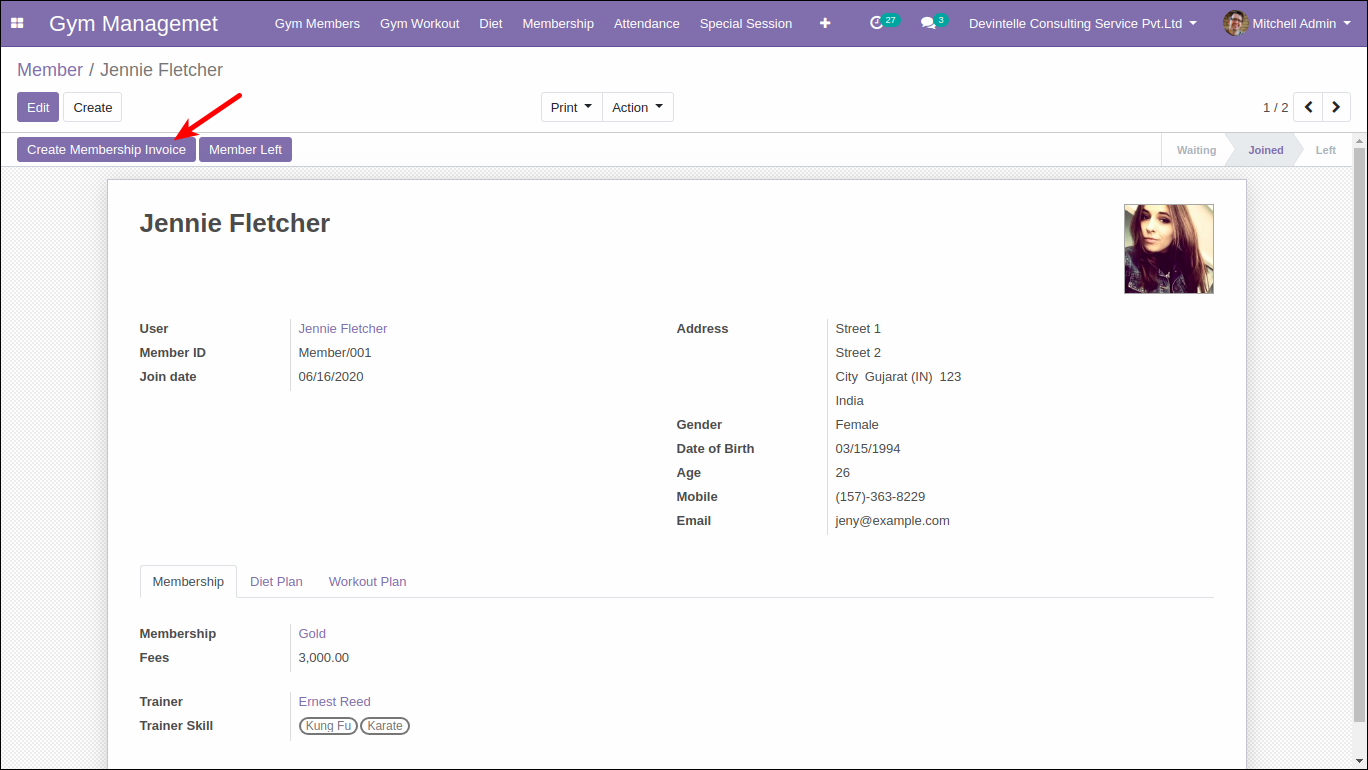 Gym Managemet Gym Members Gym Workout Diet Membership Attendance Special Session 27 3 Devintelle Consulting Service Pvt.Ltd Mitchell Admin
Member / Jennie Fletcher
Edit Create Print Action 1 / 2
Create Membership Invoice Member Left Waiting Joined Left
Jennie Fletcher
User Jennie Fletcher
Member ID Member/001
Join date 06/16/2020
Address Street 1
Street 2
City Gujarat (IN) 123
India
Gender Female
Date of Birth 03/15/1994
Age 26
Mobile (157)-363-8229
Email jeny@example.com
Membership Diet Plan Workout Plan
Membership Gold
Fees 3,000.00
Trainer Ernest Reed
Trainer Skill Kung Fu Karate